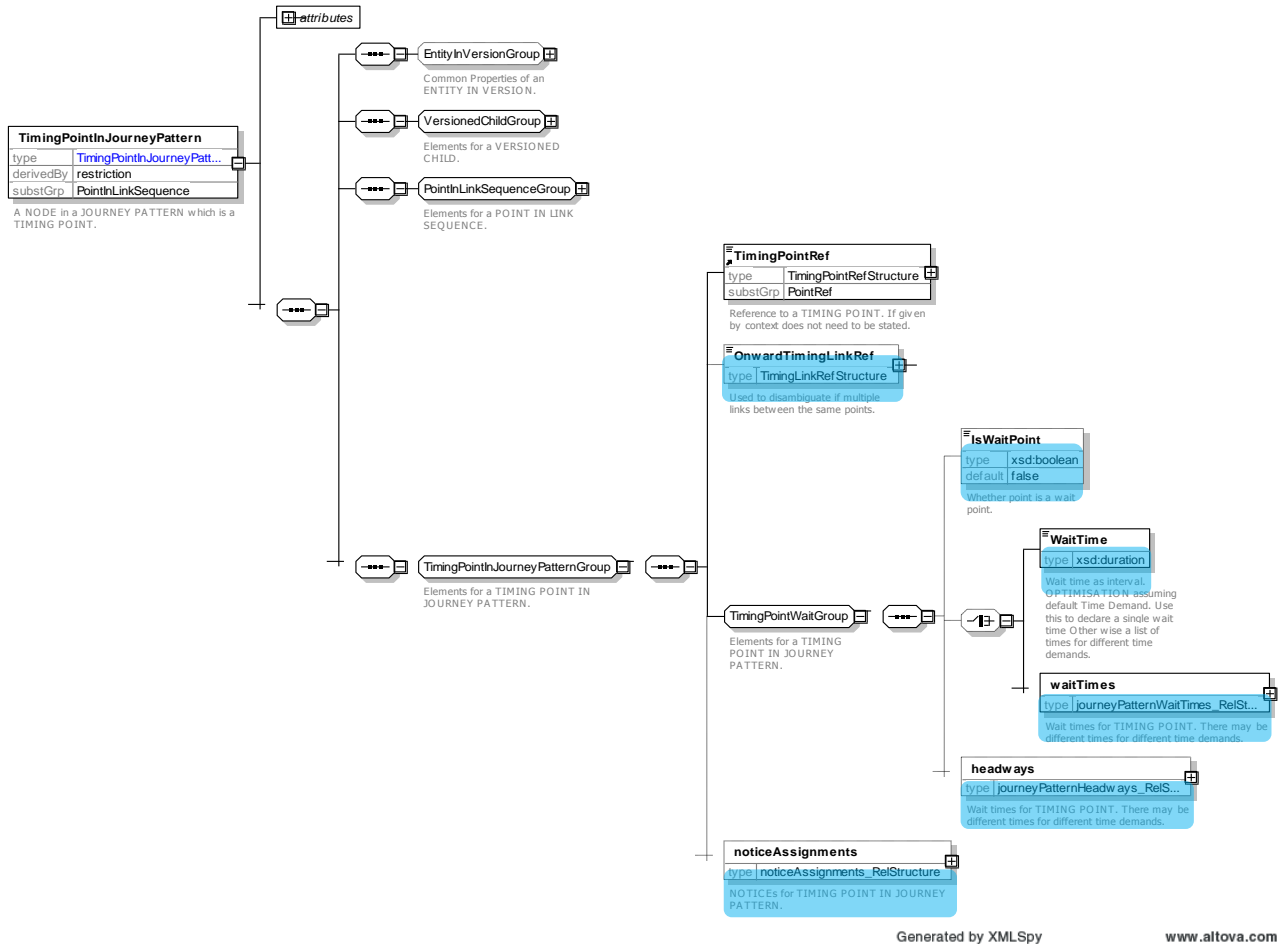 attributes
EntityInVersionGroup
Common Properties of an
ENTITY IN VERSION.
VersionedChildGroup
Elements for a VERSIONED
CHILD.
TimingPointInJourneyPattern
type TimingPointInJourneyPatt...
derivedBy restriction
substGrp PointInLinkSequence
A NODE in a JOURNEY PATTERN which is a
TIMING POINT.
PointInLinkSequenceGroup
Elements for a POINT IN LINK
SEQUENCE.
TimingPointRef
type TimingPointRefStructure
substGrp PointRef
Reference to a TIMING POINT. If given
by context does not need to be stated.
OnwardTimingLinkRef
type TimingLinkRefStructure
Used to disambiguate if multiple
links between the same points.
IsWaitPoint
type xsd:boolean
default false
Whether point is a wait
point.
WaitTime
type xsd:duration
Wait time as interval.
OPTIMISATION assuming
default Time Demand. Use
this to declare a single wait
time Other wise a list of
times for different time
demands.
TimingPointInJourneyPatternGroup
Elements for a TIMING POINT IN
JOURNEY PATTERN.
TimingPointWaitGroup
Elements for a TIMING
POINT IN JOURNEY
PATTERN.
waitTimes
type journeyPatternWaitTimes_RelSt...
Wait times for TIMING POINT. There may be
different times for different time demands.
headways
type journeyPatternHeadways_RelS...
Wait times for TIMING POINT. There may be
different times for different time demands.
noticeAssignments
type noticeAssignments_RelStructure
NOTICEs for TIMING POINT IN JOURNEY
PATTERN.
Generated by XMLSpy www.altova.com